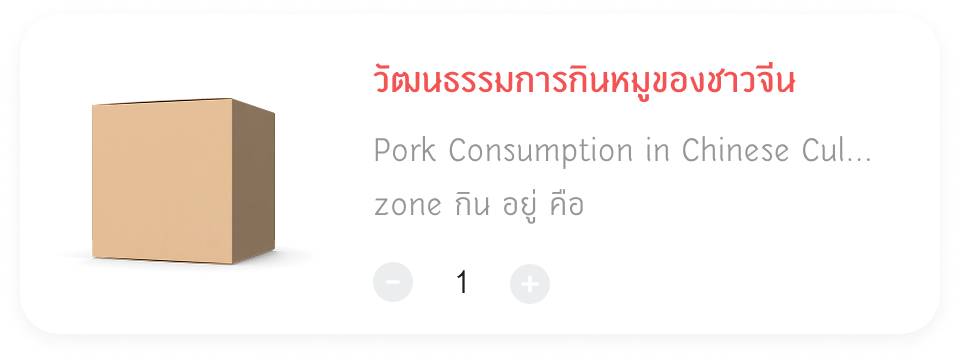 วัฒนธรรมการกินหมูของชาวจีน
Pork Consumption in Chinese Cul...
zone กิน อยู่ คือ
- 1 +